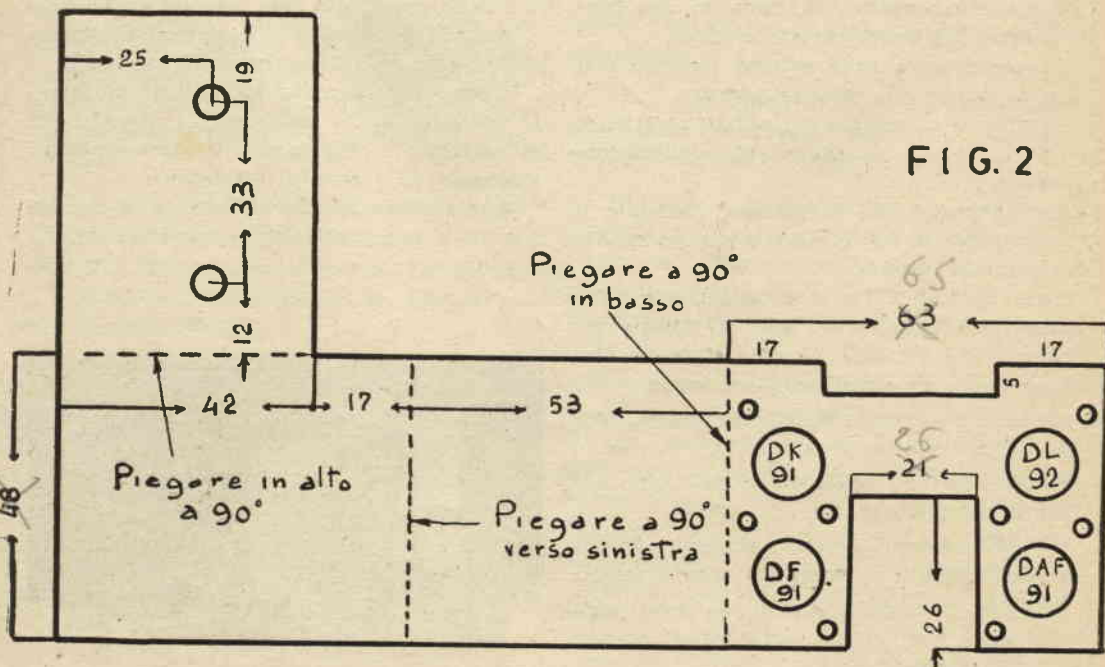 25
19
33
12
FIG. 2
Piegare a 90°
in basso
65
63
17
17
5
42
17
53
48
Piegare in alto
a 90°
Piegare a 90°
verso sinistra
26
21
26
DK
91
DL
92
DF
91
DAF
91